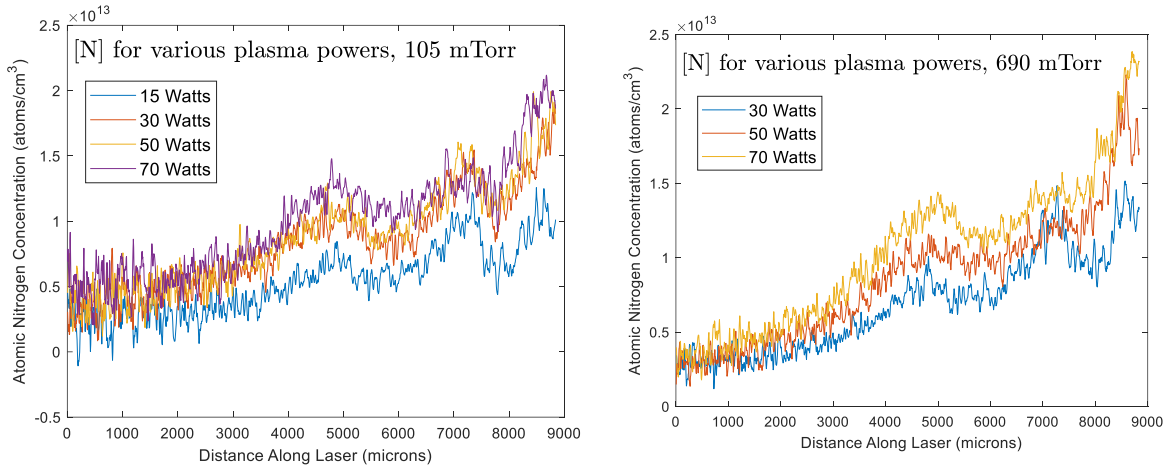 ×10^13
[N] for various plasma powers, 105 mTorr
15 Watts
30 Watts
50 Watts
70 Watts
2.5
2
1.5
1
0.5
0
-0.5
Atomic Nitrogen Concentration (atoms/cm^3)
0 1000 2000 3000 4000 5000 6000 7000 8000 9000
Distance Along Laser (microns)
×10^13
[N] for various plasma powers, 690 mTorr
30 Watts
50 Watts
70 Watts
2.5
2
1.5
1
0.5
0
Atomic Nitrogen Concentration (atoms/cm^3)
0 1000 2000 3000 4000 5000 6000 7000 8000 9000
Distance Along Laser (microns)